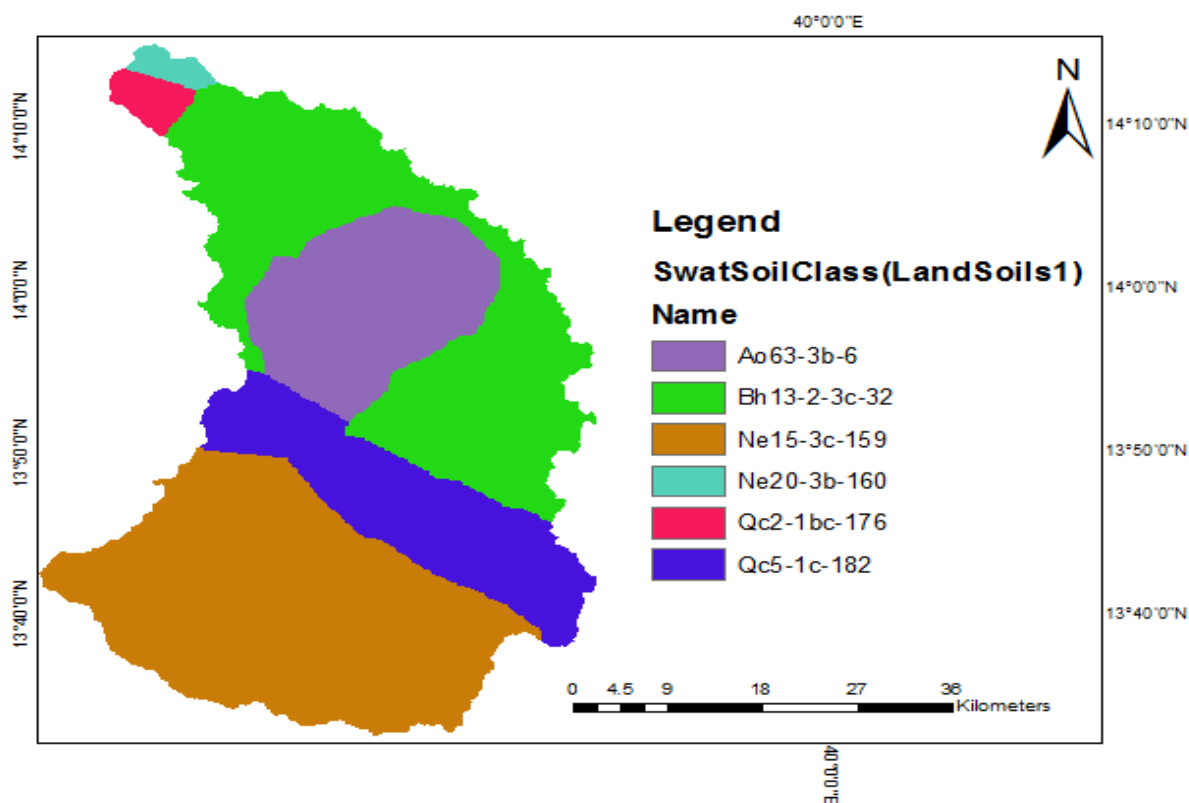 40°0'0"E
N
14°10'0"N
14°10'0"N
Legend
SwatSoilClass(LandSoils1)
14°0'0"N
14°0'0"N
Name
Ao63-3b-6
Bh13-2-3c-32
Ne15-3c-159
13°50'0"N
13°50'0"N
Ne20-3b-160
Qc2-1bc-176
Qc5-1c-182
13°40'0"N
13°40'0"N
0 4.5 9 18 27 36
Kilometers
40°0'0"E